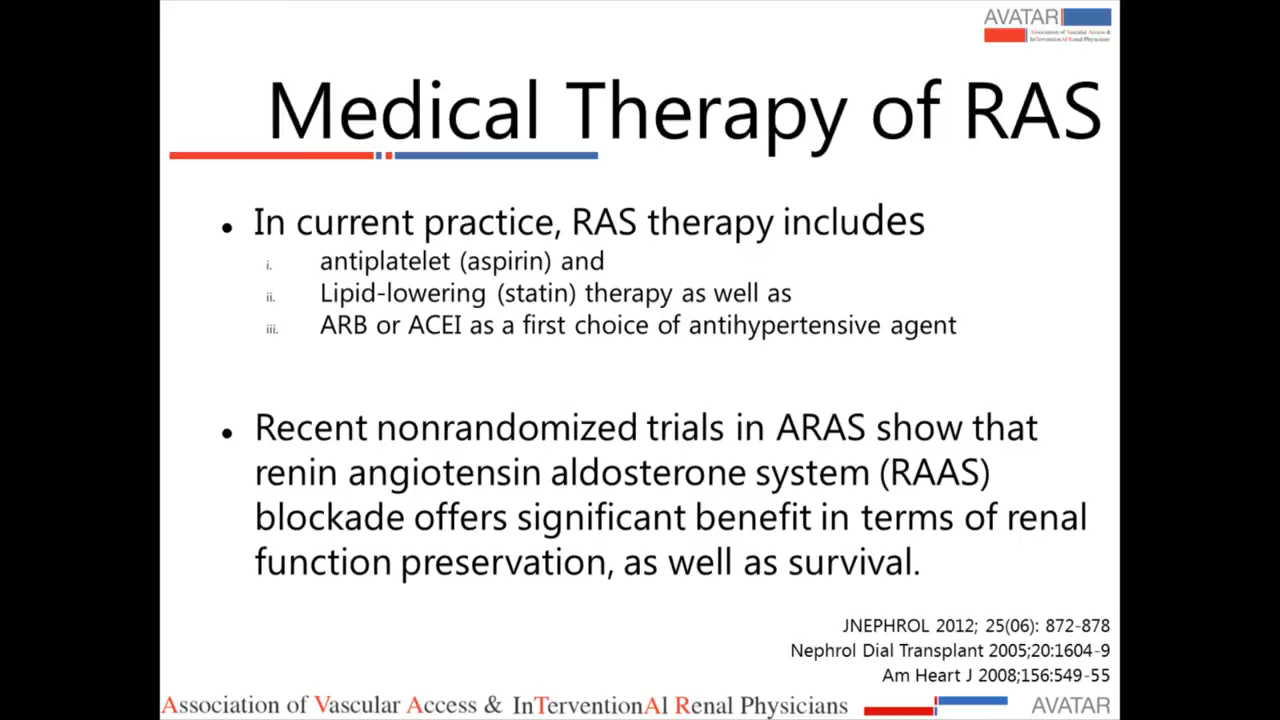 AVATAR
Association of Vascular Access &
InTerventionAl Renal Physicians
Medical Therapy of RAS
• In current practice, RAS therapy includes
i. antiplatelet (aspirin) and
ii. Lipid-lowering (statin) therapy as well as
iii. ARB or ACEI as a first choice of antihypertensive agent
• Recent nonrandomized trials in ARAS show that
renin angiotensin aldosterone system (RAAS)
blockade offers significant benefit in terms of renal
function preservation, as well as survival.
JNEPHROL 2012; 25(06): 872-878
Nephrol Dial Transplant 2005;20:1604-9
Am Heart J 2008;156:549-55
Association of Vascular Access & InTerventionAl Renal Physicians
AVATAR